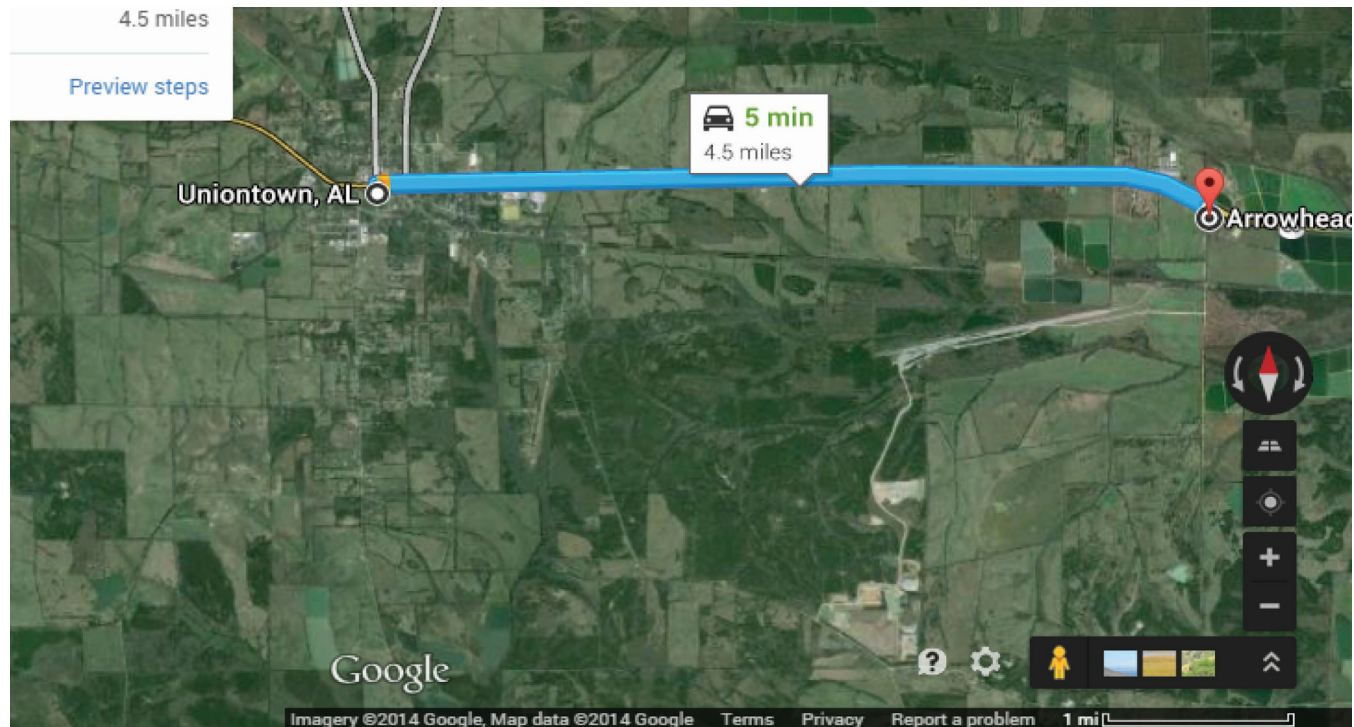 4.5 miles
Preview steps
5 min
4.5 miles
Uniontown, AL
Arrowhead
Google
Imagery ©2014 Google, Map data ©2014 Google Terms Privacy Report a problem 1 mi